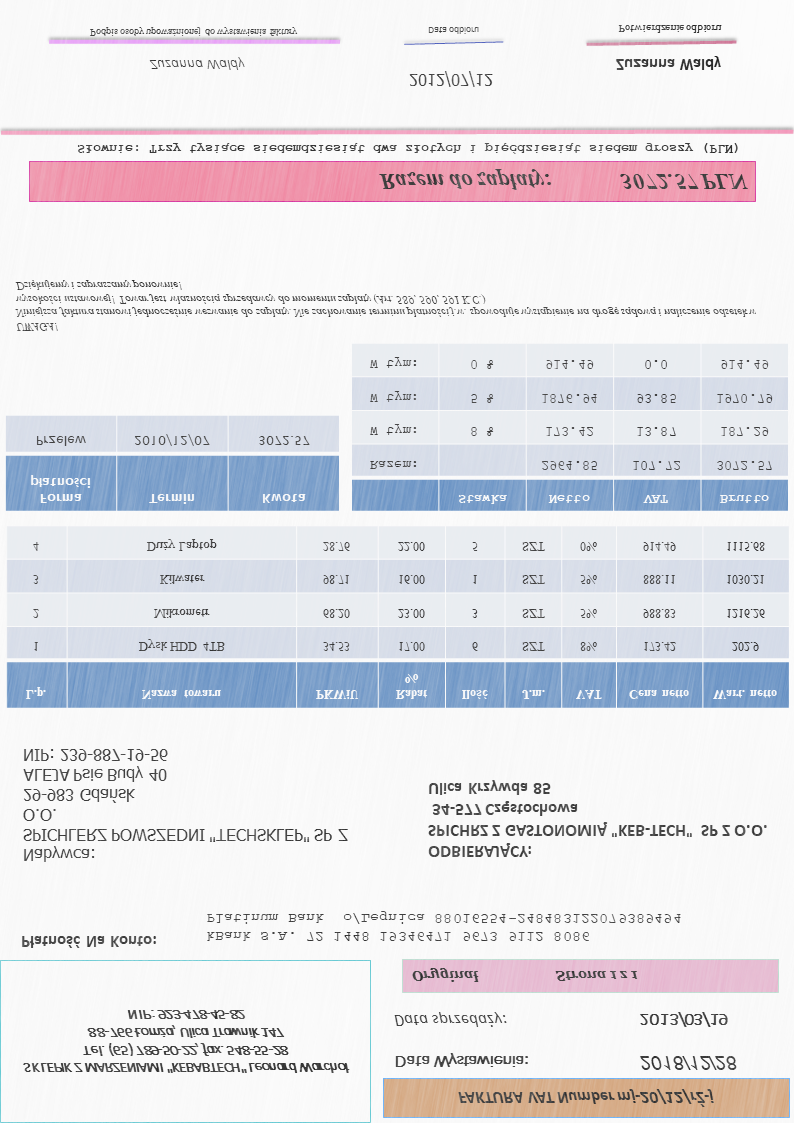 FAKTURA VAT Number mj-20/12/rż-j
Data Wystawienia: 2018/12/28
Data sprzedaży: 2013/03/19
Oryginał Strona 1 z 1
SKLEPIK Z MARZENIAMI "KEBABTECH" Leonard Warchoł
Tel. (65) 789-50-22, fax. 548-55-28
88-766 Łomża, Ulica Trawnik 147
NIP: 923-478-45-82
Płatność Na Konto:
kBank S.A. 72 1448 19346471 9673 9112 8086
Platinum Bank o/Legnica 88016554-248483122079389494
Nabywca:
SPICHLERZ POWSZEDNI "TECHSKLEP" SP. Z
O.O.
29-983 Gdańsk
ALEJA Psie Budy 40
NIP: 239-887-19-56
ODBIERAJĄCY:
SPICHRZ Z GASTONOMIĄ "KEB-TECH" SP Z O.O.
34-577 Częstochowa
Ulica Krzywda 85
L.p. Nazwa towaru PKWiU Rabat % Ilość J.m. VAT Cena netto Wart. netto
1 Dysk HDD 4TB 34.53 17.00 6 SZT 8% 173.42 202.9
2 Mikrometr 68.20 23.00 3 SZT 5% 988.83 1216.26
3 Kilwater 98.71 16.00 1 SZT 5% 888.11 1030.21
4 Duży Laptop 28.76 22.00 5 SZT 0% 914.49 1115.68
Forma płatności Termin Kwota
Przelew 2010/12/07 3072.57
Stawka Netto VAT Brutto
Razem: 2964.85 107.72 3072.57
W tym: 8 % 173.42 13.87 187.29
W tym: 5 % 1876.94 93.85 1970.79
W tym: 0 % 914.49 0.0 914.49
UWAGA!
Niniejsza faktura stanowi jednocześnie wezwanie do zapłaty. Nie zachowanie terminu płatności j.w. spowoduje wystąpienie na drogę sądową i naliczenie odsetek w
wysokości ustawowej! Towar jest własnością sprzedawcy do momentu zapłaty (Art. 589, 590, 591 K.C.)
Dziękujemy i zapraszamy ponownie!
Razem do zapłaty: 3072.57 PLN
Słownie: Trzy tysiące siedemdziesiąt dwa złotych i pięćdziesiąt siedem groszy (PLN)
Zuzanna Waldy 2012/07/12 Zuzanna Waldy
Podpis osoby upoważnionej do wystawienia faktury Data odbioru Potwierdzenie odbioru